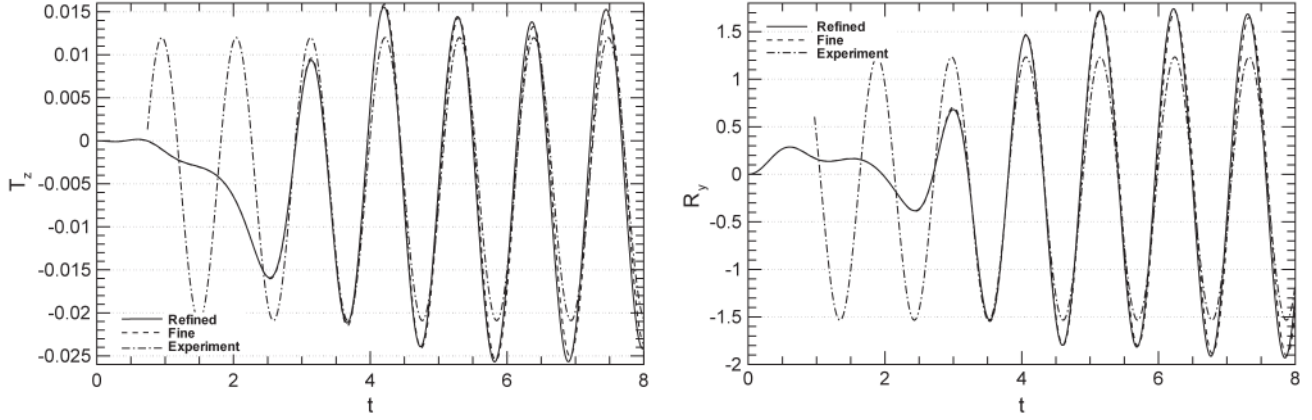 0.015
0.01
0.005
0
-0.005
-0.01
-0.015
-0.02
-0.025
T_z
Refined
Fine
Experiment
0 2 4 6 8
t
1.5
1
0.5
0
-0.5
-1
-1.5
-2
R_y
Refined
Fine
Experiment
0 2 4 6 8
t